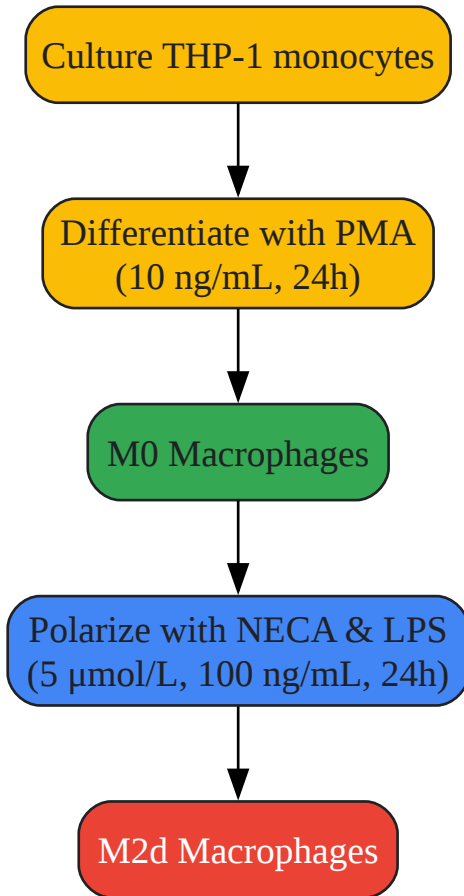 Culture THP-1 monocytes
Differentiate with PMA
(10 ng/mL, 24h)
M0 Macrophages
Polarize with NECA & LPS
(5 μmol/L, 100 ng/mL, 24h)
M2d Macrophages